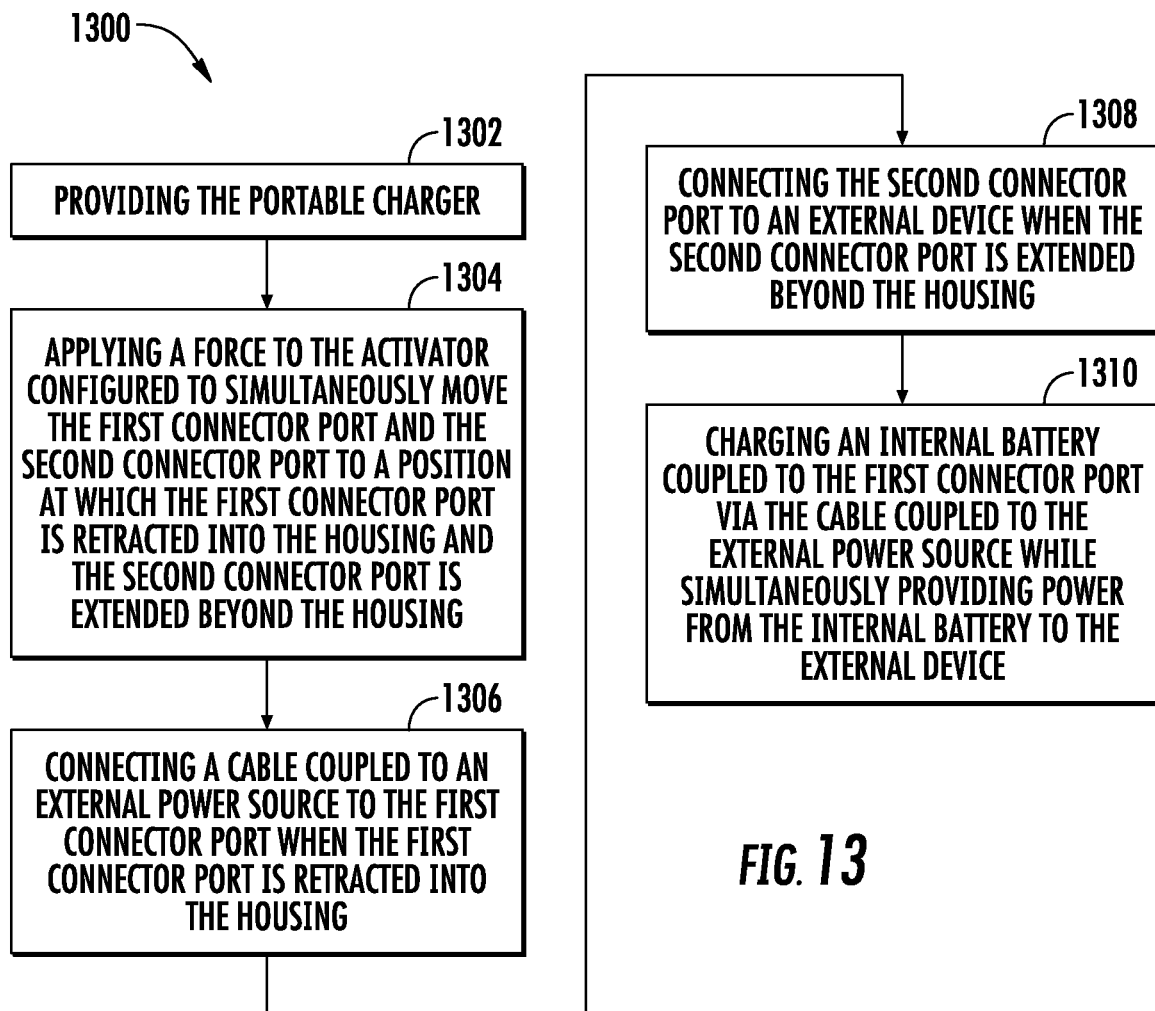 1300
1302
PROVIDING THE PORTABLE CHARGER
1304
APPLYING A FORCE TO THE ACTIVATOR
CONFIGURED TO SIMULTANEOUSLY MOVE
THE FIRST CONNECTOR PORT AND THE
SECOND CONNECTOR PORT TO A POSITION
AT WHICH THE FIRST CONNECTOR PORT
IS RETRACTED INTO THE HOUSING AND
THE SECOND CONNECTOR PORT IS
EXTENDED BEYOND THE HOUSING
1306
CONNECTING A CABLE COUPLED TO AN
EXTERNAL POWER SOURCE TO THE FIRST
CONNECTOR PORT WHEN THE FIRST
CONNECTOR PORT IS RETRACTED INTO
THE HOUSING
1308
CONNECTING THE SECOND CONNECTOR
PORT TO AN EXTERNAL DEVICE WHEN THE
SECOND CONNECTOR PORT IS EXTENDED
BEYOND THE HOUSING
1310
CHARGING AN INTERNAL BATTERY
COUPLED TO THE FIRST CONNECTOR PORT
VIA THE CABLE COUPLED TO THE
EXTERNAL POWER SOURCE WHILE
SIMULTANEOUSLY PROVIDING POWER
FROM THE INTERNAL BATTERY TO THE
EXTERNAL DEVICE
FIG. 13